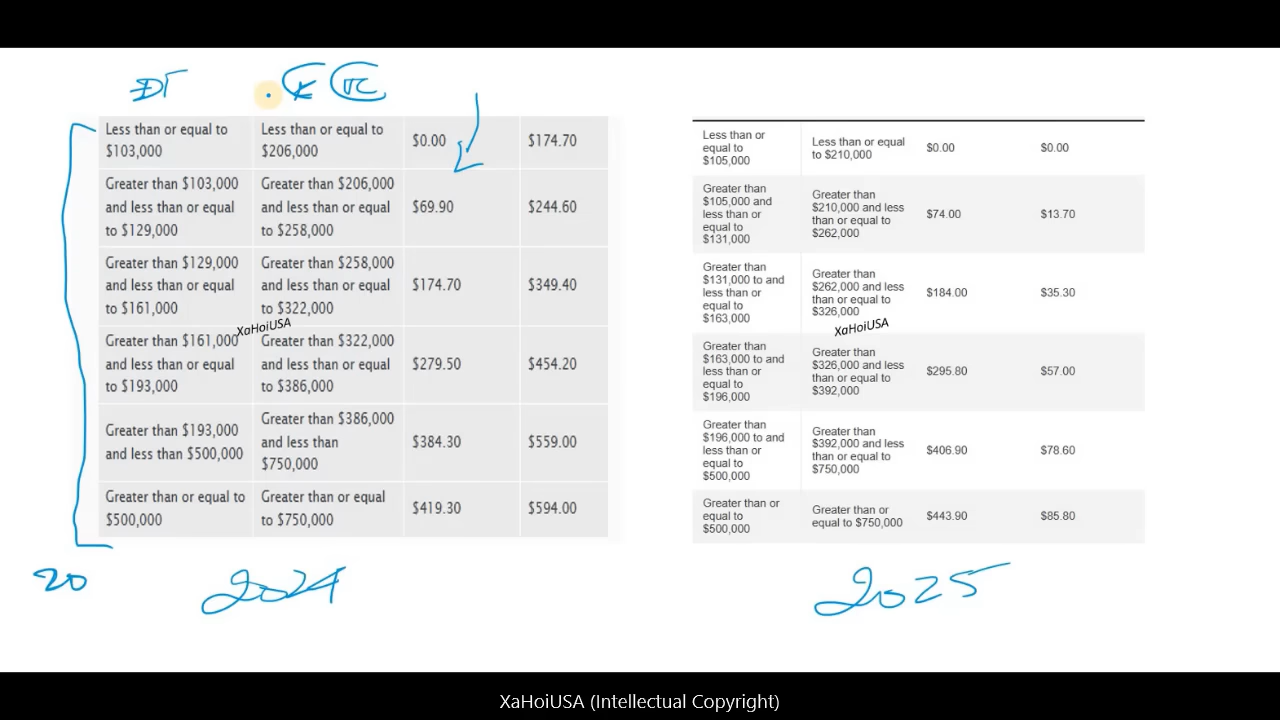 ĐT
K TC
Less than or equal to
$103,000
Less than or equal to
$206,000
$0.00
$174.70
Greater than $103,000
and less than or equal
to $129,000
Greater than $206,000
and less than or equal
to $258,000
$69.90
$244.60
Greater than $129,000
and less than or equal
to $161,000
Greater than $258,000
and less than or equal
to $322,000
$174.70
$349.40
Greater than $161,000
and less than or equal
to $193,000
Greater than $322,000
and less than or equal
to $386,000
$279.50
$454.20
Greater than $193,000
and less than $500,000
Greater than $386,000
and less than
$750,000
$384.30
$559.00
Greater than or equal to
$500,000
Greater than or equal
to $750,000
$419.30
$594.00
XaHoiUSA
20
2024
Less than or
equal to
$105,000
Less than or equal
to $210,000
$0.00
$0.00
Greater than
$105,000 and
less than or
equal to
$131,000
Greater than
$210,000 and less
than or equal to
$262,000
$74.00
$13.70
Greater than
$131,000 to and
less than or
equal to
$163,000
Greater than
$262,000 and less
than or equal to
$326,000
$184.00
$35.30
XaHoiUSA
Greater than
$163,000 to and
less than or
equal to
$196,000
Greater than
$326,000 and less
than or equal to
$392,000
$295.80
$57.00
Greater than
$196,000 to and
less than or
equal to
$500,000
Greater than
$392,000 and less
than or equal to
$750,000
$406.90
$78.60
Greater than or
equal to
$500,000
Greater than or
equal to $750,000
$443.90
$85.80
2025
XaHoiUSA (Intellectual Copyright)